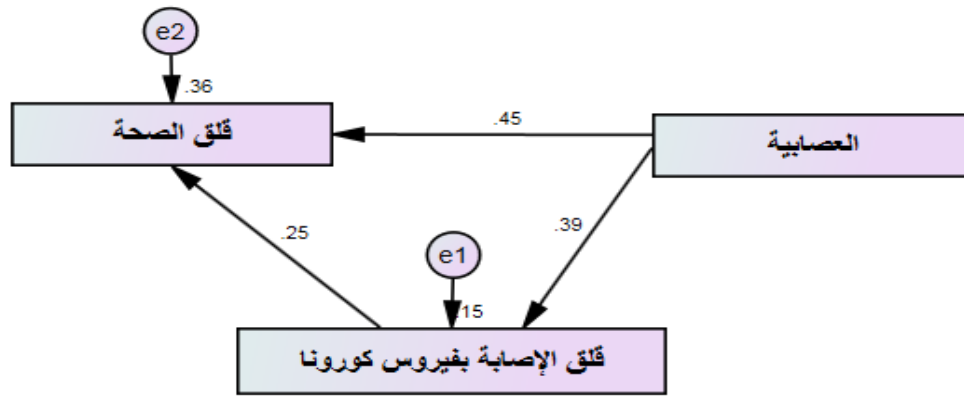 e2
.36
قلق الصحة
.45
العصابية
.25
.39
e1
.15
قلق الإصابة بفيروس كورونا